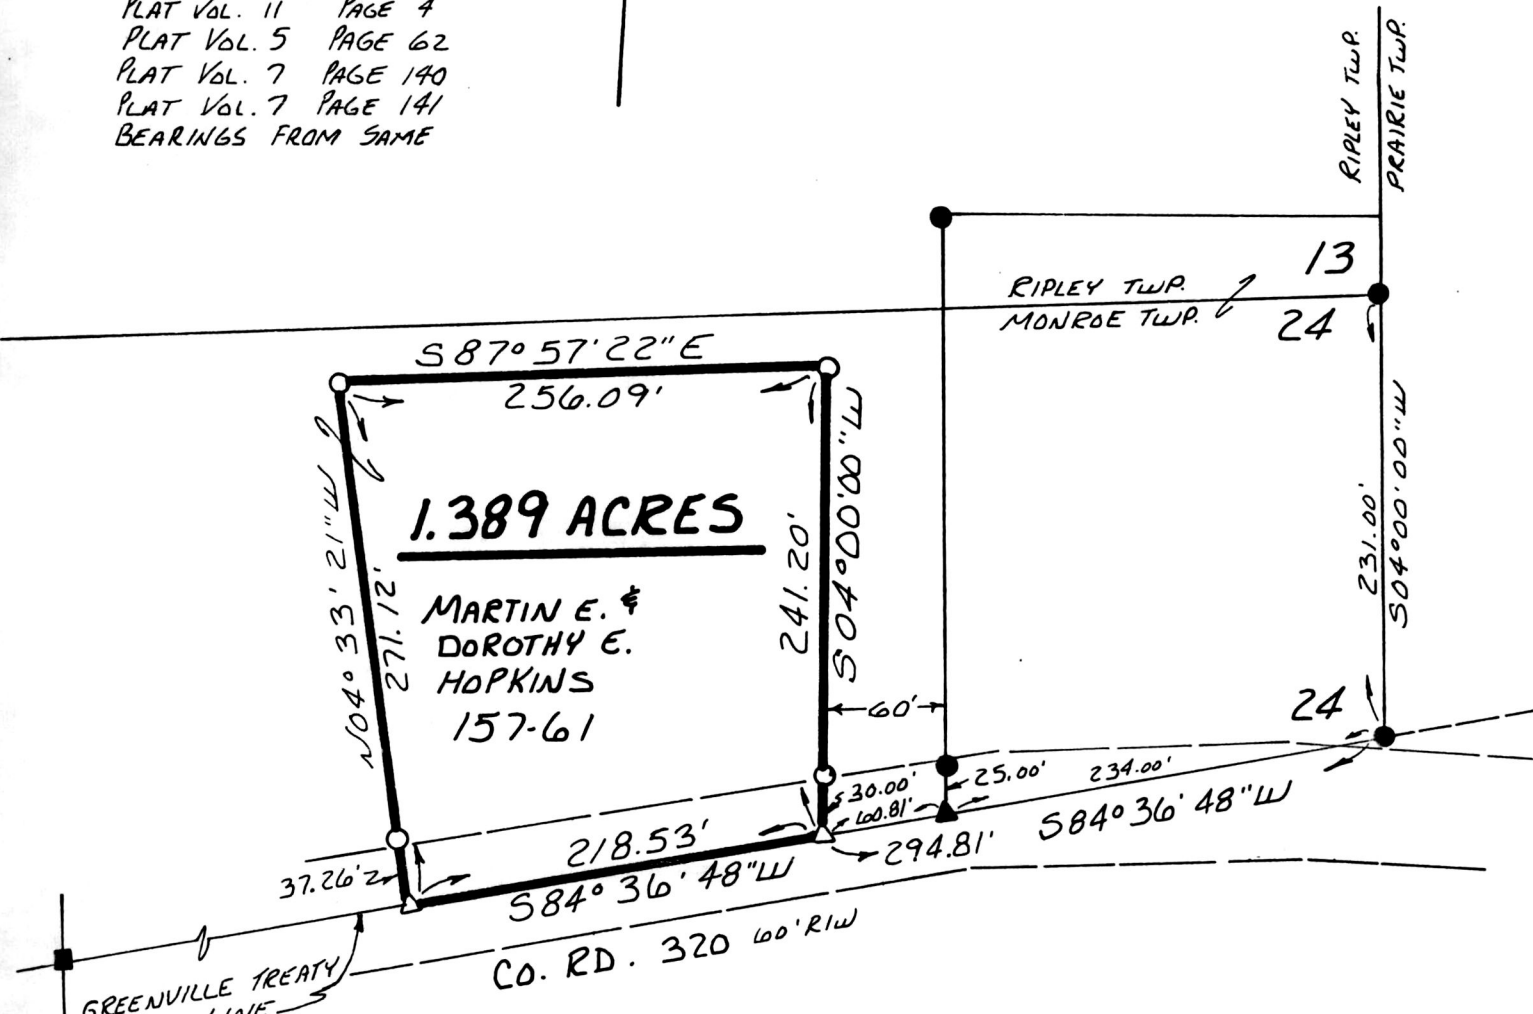 PLAT VOL. 11 PAGE 4
PLAT VOL. 5 PAGE 62
PLAT VOL. 7 PAGE 140
PLAT VOL. 7 PAGE 141
BEARINGS FROM SAME
RIPLEY TWP.
PRAIRIE TWP.
13
RIPLEY TWP.
MONROE TWP.
24
S 87° 57' 22" E
256.09'
N04° 33' 21" W
271.12'
1.389 ACRES
MARTIN E. &
DOROTHY E.
HOPKINS
157-61
241.20'
S 04°00'00" W
60'
231.00'
S04°00'00" W
24
30.00'
60.81'
25.00'
234.00'
S84° 36' 48" W
294.81'
218.53'
S84° 36' 48" W
37.26'
CO. RD. 320 60' R/W
GREENVILLE TREATY
LINE